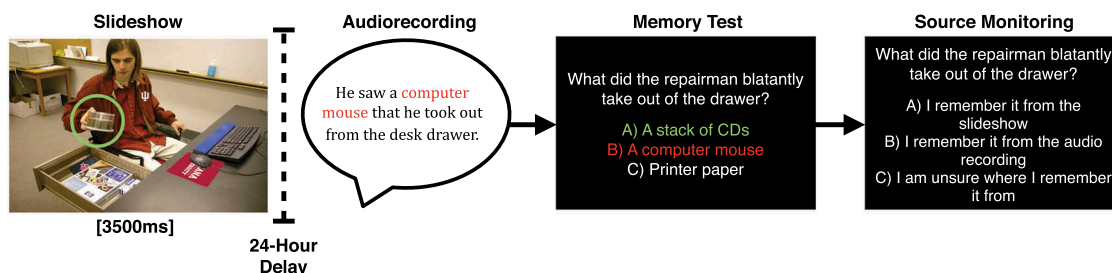 Slideshow
Audiorecording
Memory Test
Source Monitoring
He saw a computer
mouse that he took out
from the desk drawer.
What did the repairman blatantly
take out of the drawer?
A) A stack of CDs
B) A computer mouse
C) Printer paper
What did the repairman blatantly
take out of the drawer?
A) I remember it from the
slideshow
B) I remember it from the audio
recording
C) I am unsure where I remember
it from
[3500ms]
24-Hour
Delay